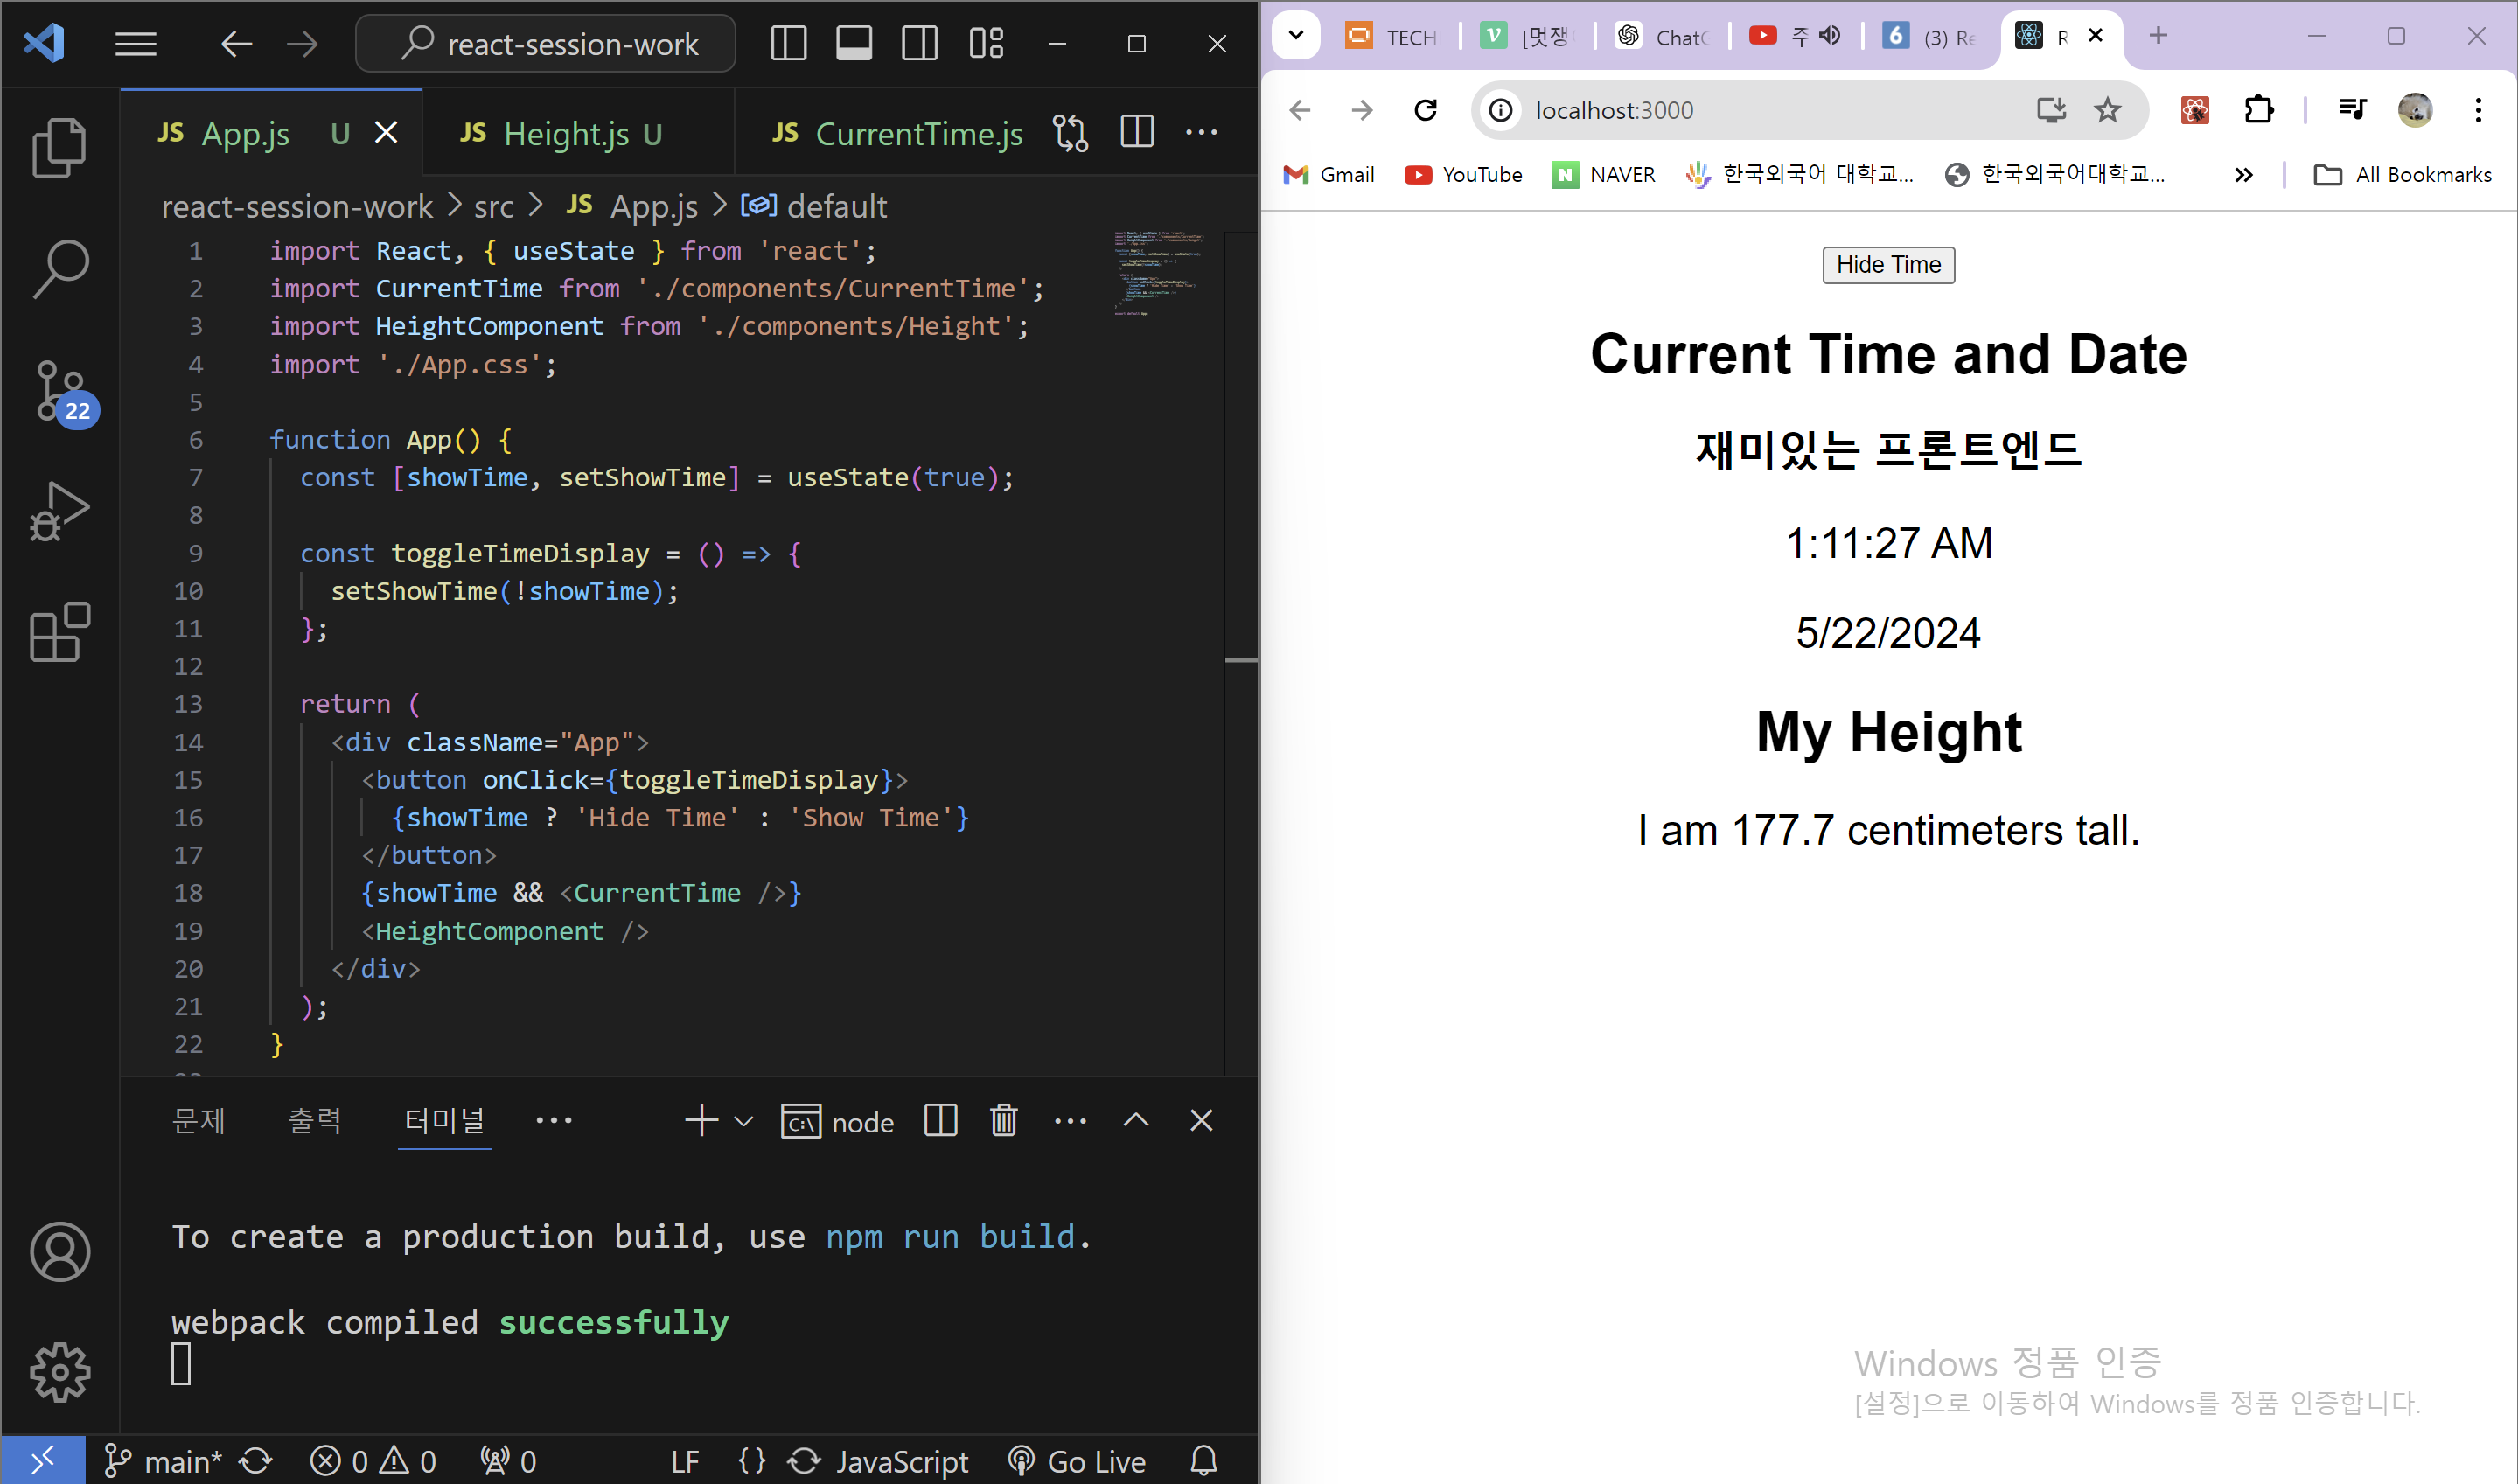 react-session-work
JS App.js U
JS Height.js U
JS CurrentTime.js
react-session-work > src > JS App.js > default
1 import React, { useState } from 'react';
2 import CurrentTime from './components/CurrentTime';
3 import HeightComponent from './components/Height';
4 import './App.css';
5
6 function App() {
7 const [showTime, setShowTime] = useState(true);
8
9 const toggleTimeDisplay = () => {
10 setShowTime(!showTime);
11 };
12
13 return (
14 <div className="App">
15 <button onClick={toggleTimeDisplay}>
16 {showTime ? 'Hide Time' : 'Show Time'}
17 </button>
18 {showTime && <CurrentTime />}
19 <HeightComponent />
20 </div>
21 );
22 }
22
문제 출력 터미널
node
To create a production build, use npm run build.
webpack compiled successfully
main* 0 0 0 LF {} JavaScript Go Live
TECH
[멋쟁
ChatG
주
(3) Re
R
localhost:3000
Gmail YouTube NAVER 한국외국어 대학교... 한국외국어대학교... All Bookmarks
Hide Time
Current Time and Date
재미있는 프론트엔드
1:11:27 AM
5/22/2024
My Height
I am 177.7 centimeters tall.
Windows 정품 인증
[설정]으로 이동하여 Windows를 정품 인증합니다.